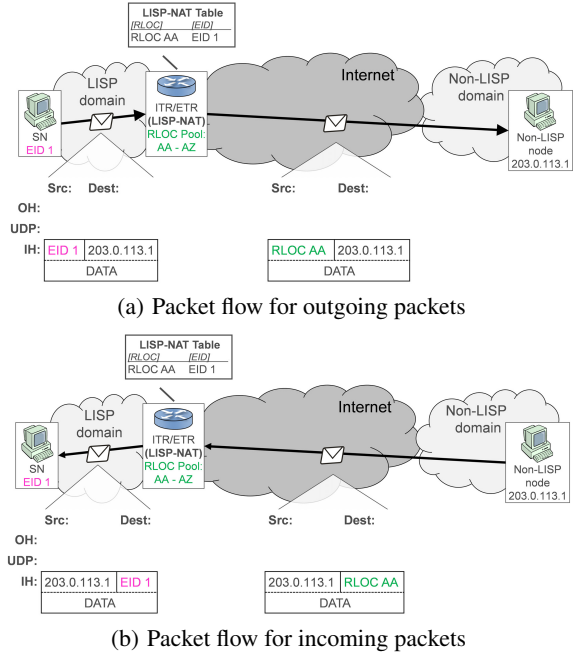 LISP-NAT Table
[RLOC] [EID]
RLOC AA EID 1
LISP
domain
Internet
Non-LISP
domain
SN
EID 1
ITR/ETR
(LISP-NAT)
RLOC Pool:
AA - AZ
Non-LISP
node
203.0.113.1
Src: Dest: Src: Dest:
OH:
UDP:
IH: EID 1 203.0.113.1 RLOC AA 203.0.113.1
DATA DATA
(a) Packet flow for outgoing packets
LISP-NAT Table
[RLOC] [EID]
RLOC AA EID 1
LISP
domain
Internet
Non-LISP
domain
SN
EID 1
ITR/ETR
(LISP-NAT)
RLOC Pool:
AA - AZ
Non-LISP
node
203.0.113.1
Src: Dest: Src: Dest:
OH:
UDP:
IH: 203.0.113.1 EID 1 203.0.113.1 RLOC AA
DATA DATA
(b) Packet flow for incoming packets